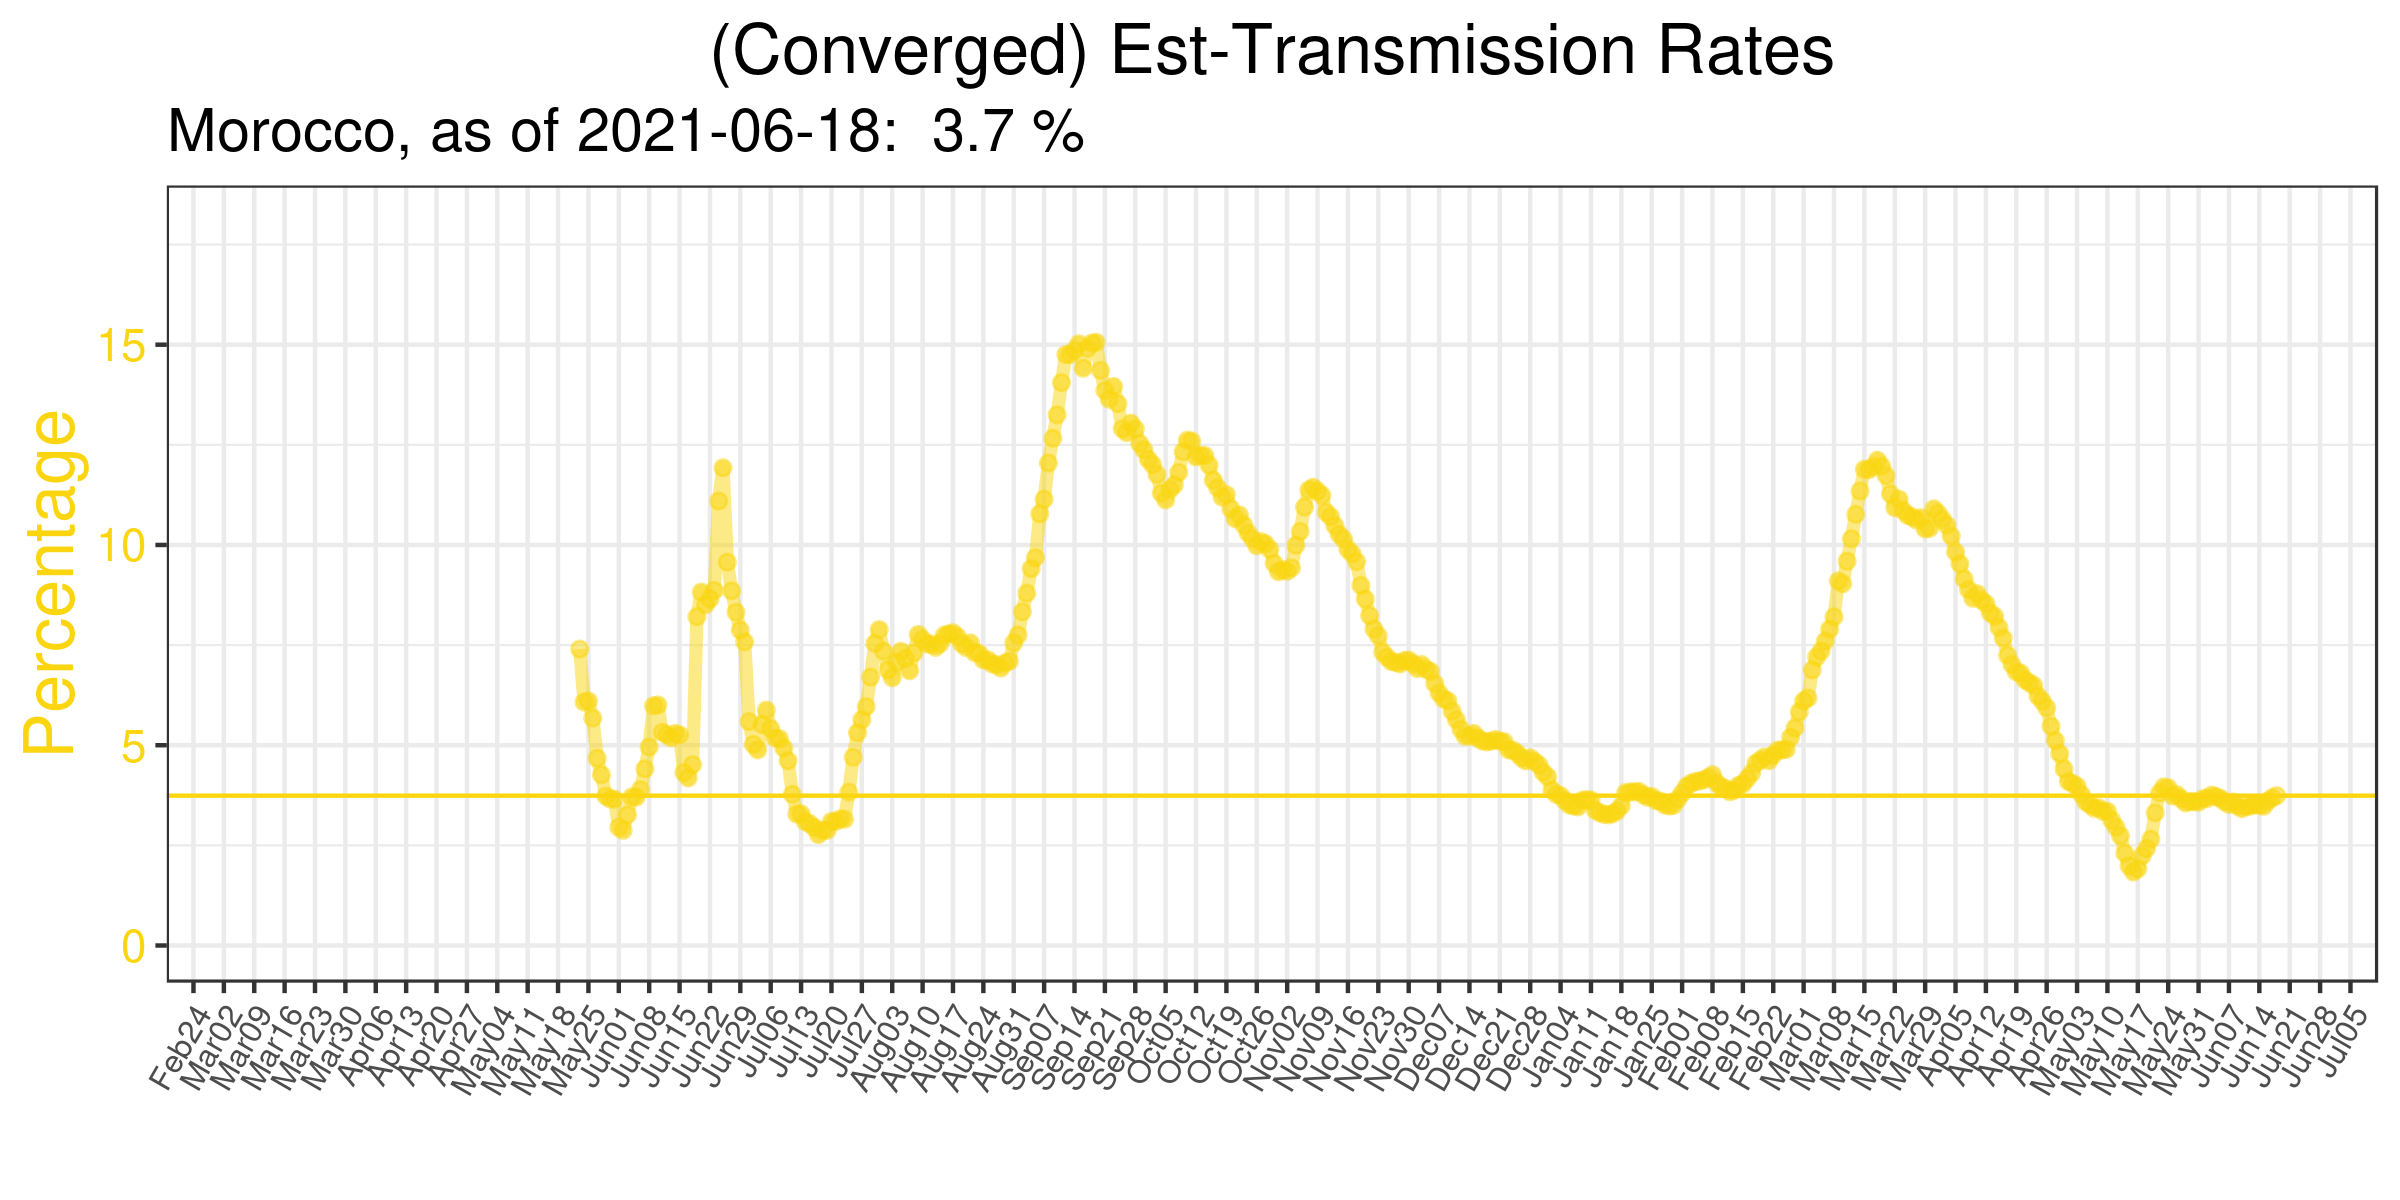 (Converged) Est-Transmission Rates
Morocco, as of 2021-06-18:  3.7 %
Percentage
15
10
5
0
Feb24
Mar02
Mar09
Mar16
Mar23
Mar30
Apr06
Apr13
Apr20
Apr27
May04
May11
May18
May25
Jun01
Jun08
Jun15
Jun22
Jun29
Jul06
Jul13
Jul20
Jul27
Aug03
Aug10
Aug17
Aug24
Aug31
Sep07
Sep14
Sep21
Sep28
Oct05
Oct12
Oct19
Oct26
Nov02
Nov09
Nov16
Nov23
Nov30
Dec07
Dec14
Dec21
Dec28
Jan04
Jan11
Jan18
Jan25
Feb01
Feb08
Feb15
Feb22
Mar01
Mar08
Mar15
Mar22
Mar29
Apr05
Apr12
Apr19
Apr26
May03
May10
May17
May24
May31
Jun07
Jun14
Jun21
Jun28
Jul05